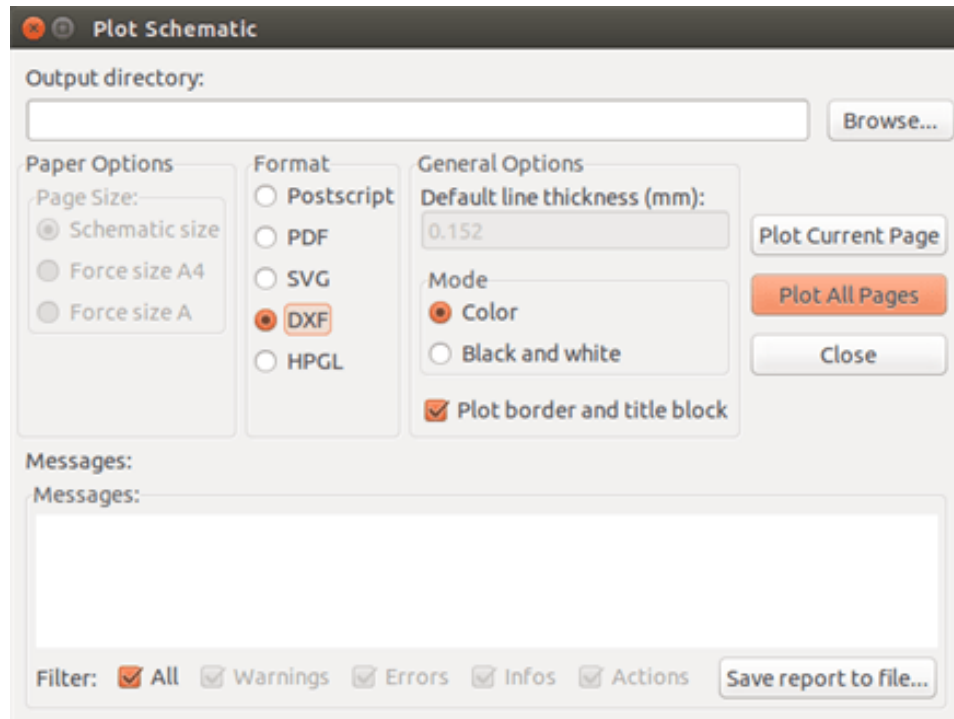 Plot Schematic
Output directory:
Browse...
Paper Options
Page Size:
Schematic size
Force size A4
Force size A
Format
Postscript
PDF
SVG
DXF
HPGL
General Options
Default line thickness (mm):
0.152
Mode
Color
Black and white
Plot border and title block
Plot Current Page
Plot All Pages
Close
Messages:
Messages:
Filter: All Warnings Errors Infos Actions Save report to file...